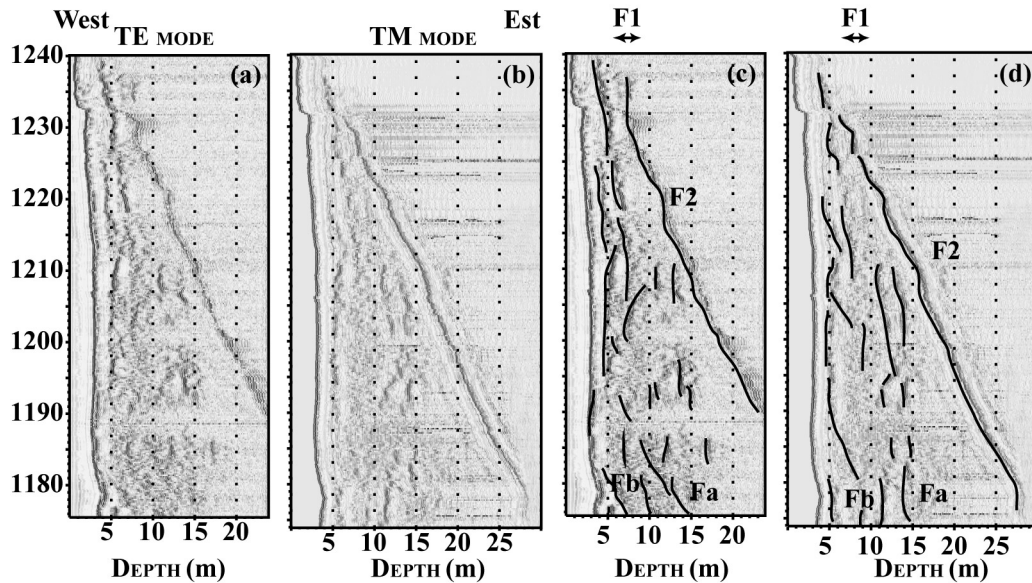 West
Est
F1
F1
TE MODE
TM MODE
1240
1230
1220
1210
1200
1190
1180
(a)
(b)
(c)
(d)
F2
F2
Fb
Fa
Fb
Fa
5 10 15 20
5 10 15 20 25
5 10 15 20
5 10 15 20 25 30
DEPTH (m)
DEPTH (m)
DEPTH (m)
DEPTH (m)